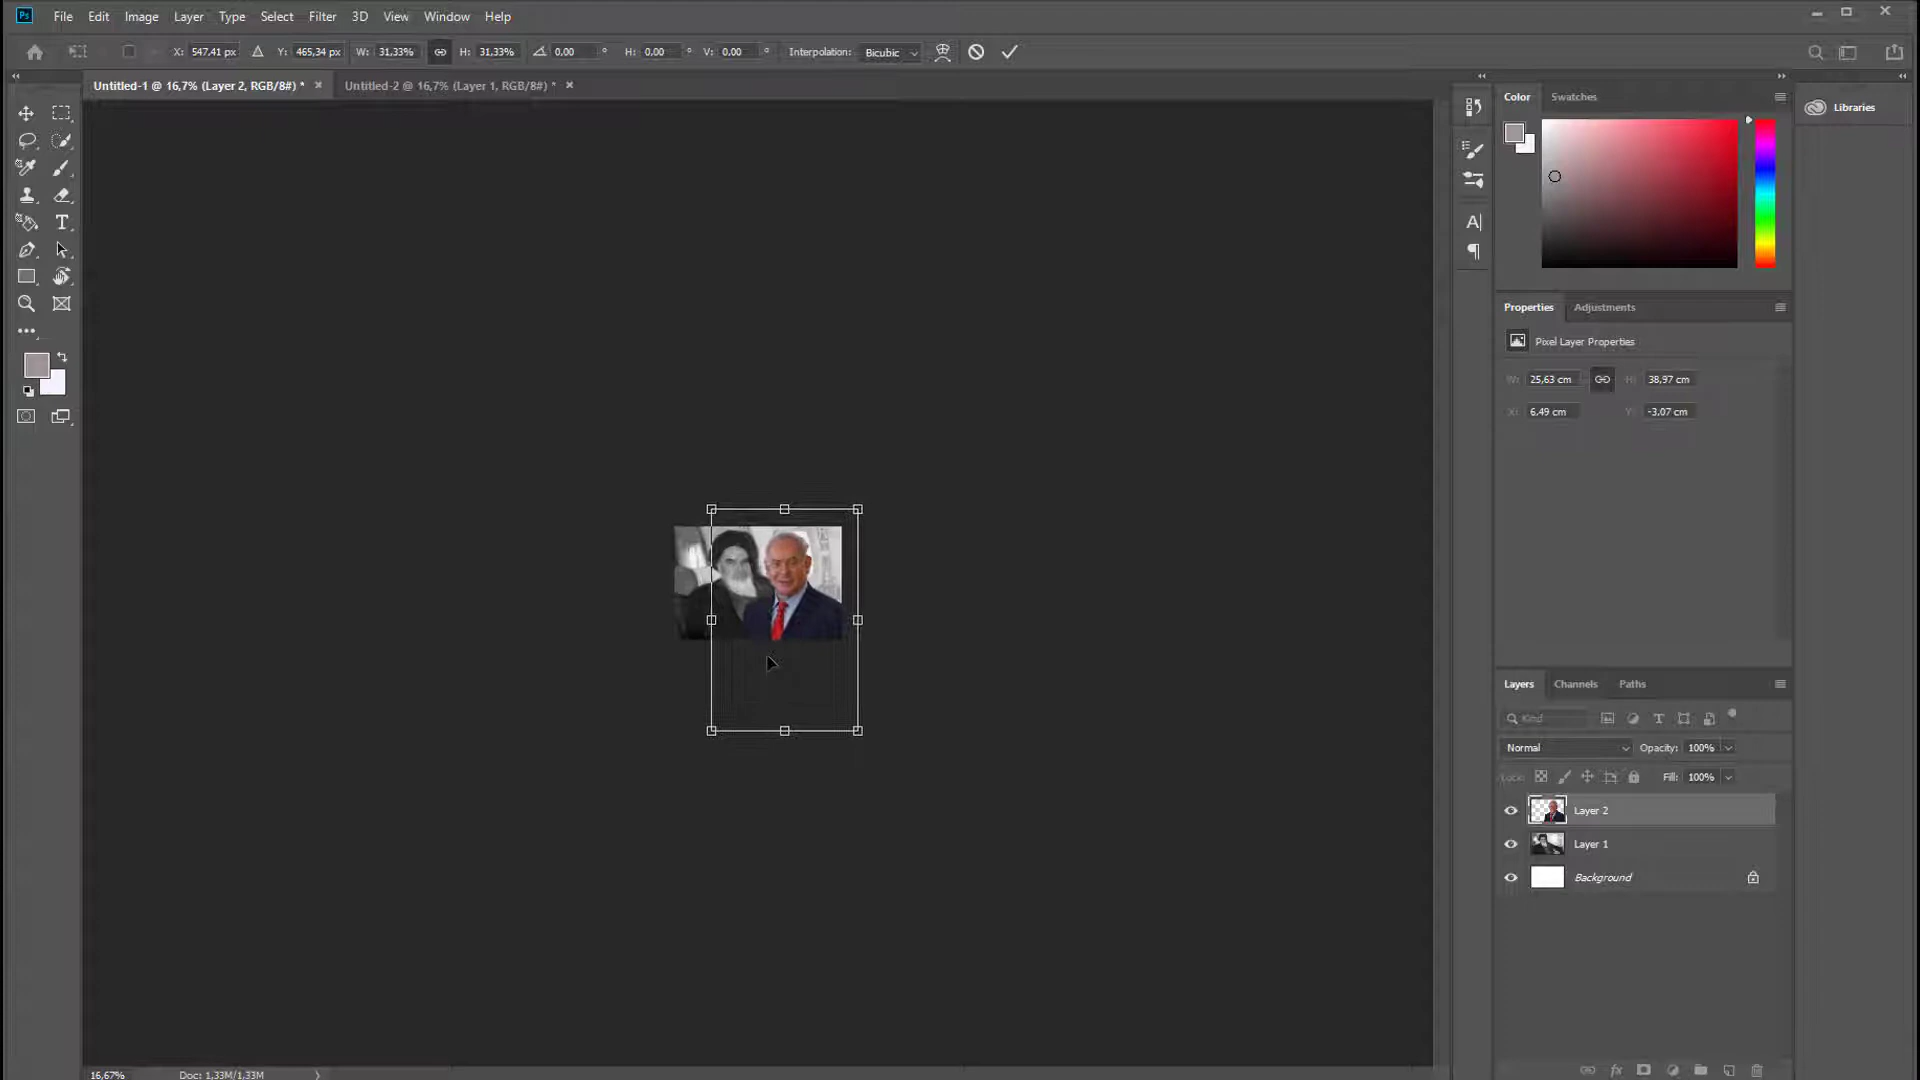 Ps File Edit Image Layer Type Select Filter 3D View Window Help
X: 547,41 px Y: 465,34 px W: 31,33% H: 31,33% 0,00 ° H: 0,00 ° V: 0,00 ° Interpolation: Bicubic
Untitled-1 @ 16,7% (Layer 2, RGB/8#) * × Untitled-2 @ 16,7% (Layer 1, RGB/8#) * ×
Color Swatches
Libraries
Properties Adjustments
Pixel Layer Properties
W: 25,63 cm H: 38,97 cm
X: 6,49 cm Y: -3,07 cm
Layers Channels Paths
Kind
Normal Opacity: 100%
Lock: Fill: 100%
Layer 2
Layer 1
Background
fx
16,67% Doc: 1,33M/1,33M